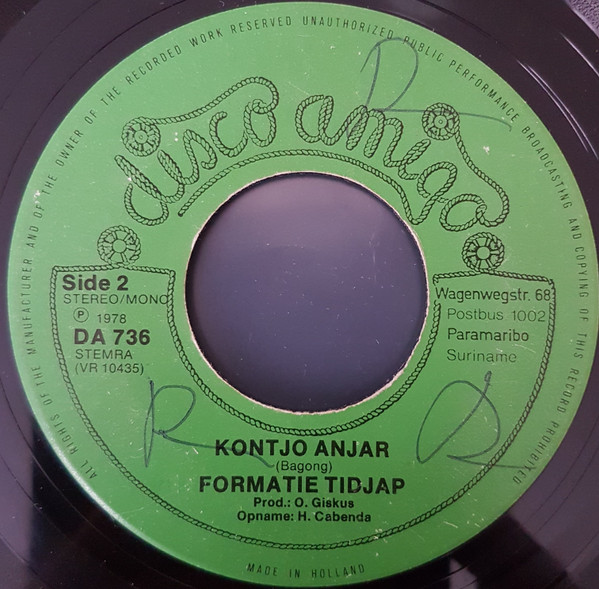 ALL RIGHTS OF THE MANUFACTURER AND OF THE OWNER OF THE RECORDED WORK RESERVED UNAUTHORIZED PUBLIC PERFORMANCE BROADCASTING AND COPYING OF THIS RECORD PROHIBITED
disco amigo
Side 2
STEREO/MONO
Ⓟ 1978
DA 736
STEMRA
(VR 10435)
Wagenwegstr. 68
Postbus 1002
Paramaribo
Suriname
KONTJO ANJAR
(Bagong)
FORMATIE TIDJAP
Prod.: O. Giskus
Opname: H. Cabenda
MADE IN HOLLAND